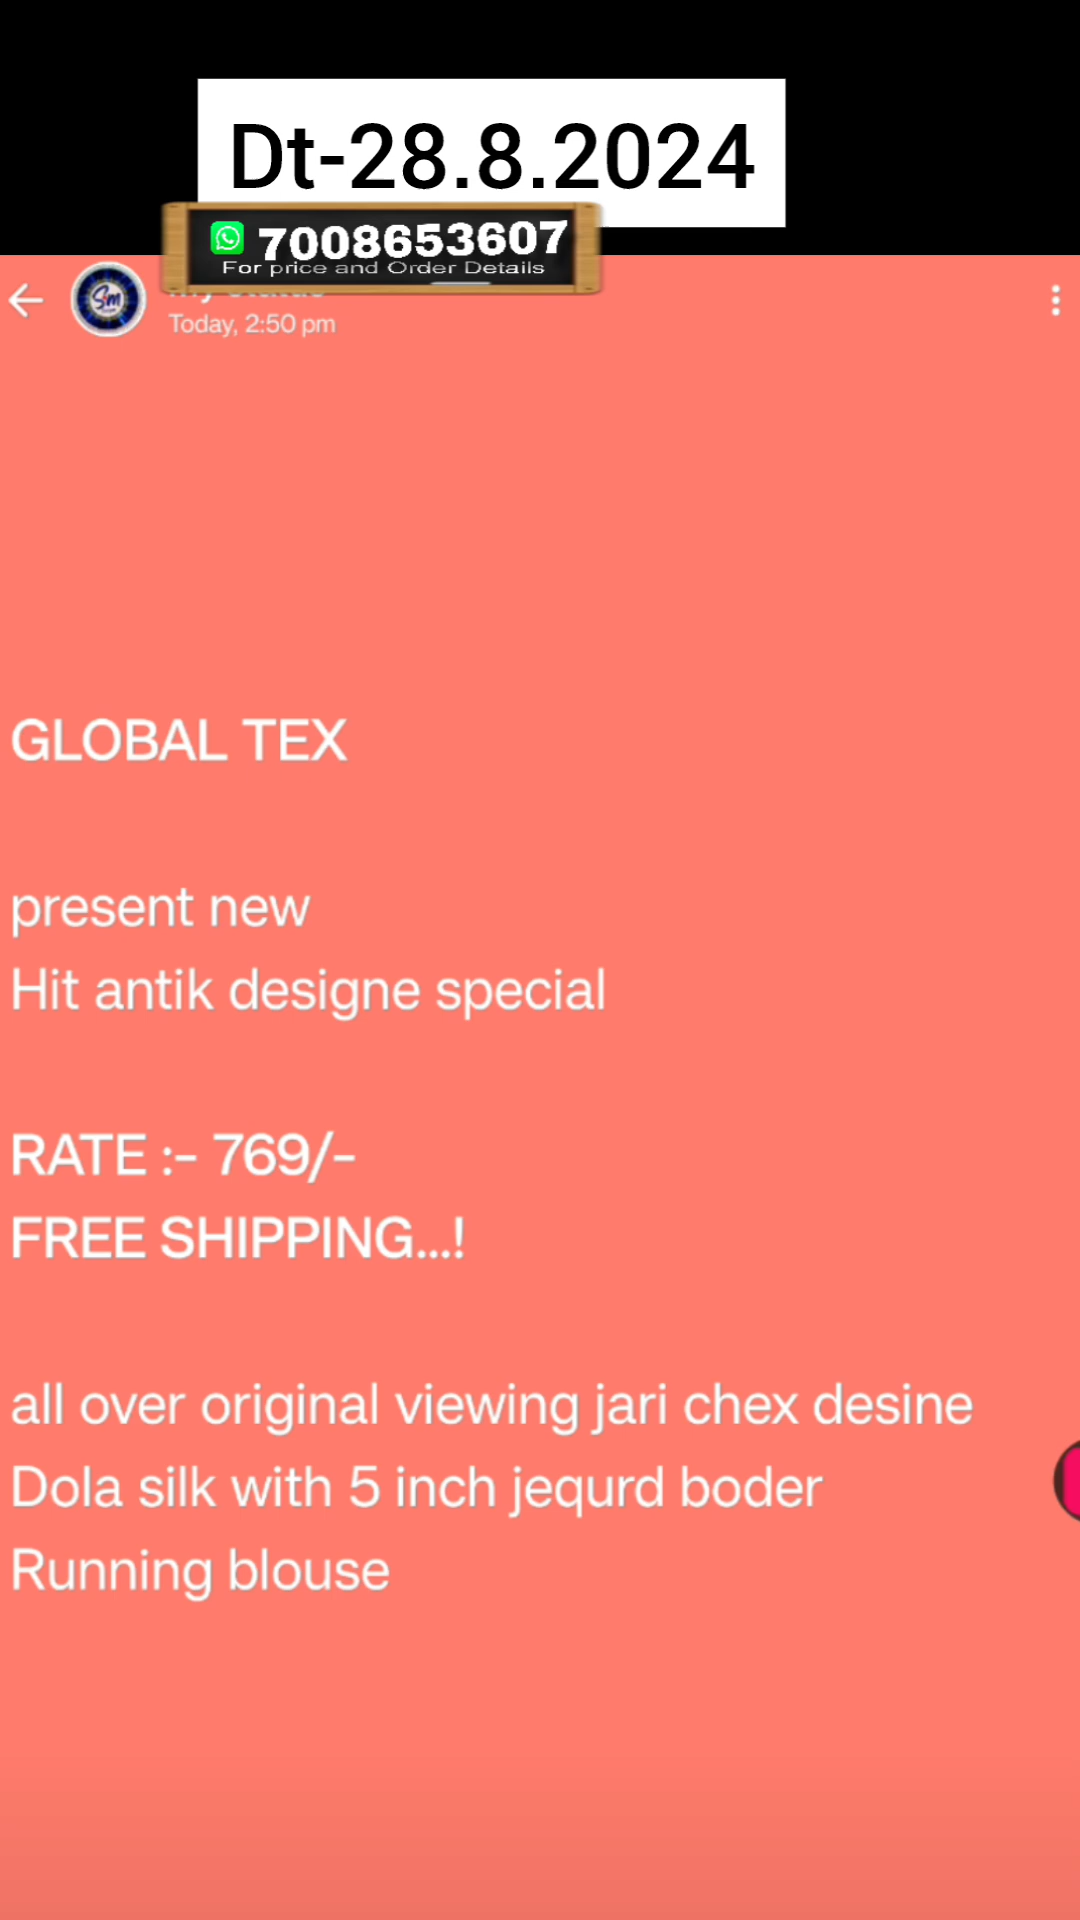 Dt-28.8.2024
7008653607
For price and Order Details
Sm
Today, 2:50 pm
GLOBAL TEX
present new
Hit antik designe special
RATE :- 769/-
FREE SHIPPING...!
all over original viewing jari chex desine
Dola silk with 5 inch jequrd boder
Running blouse